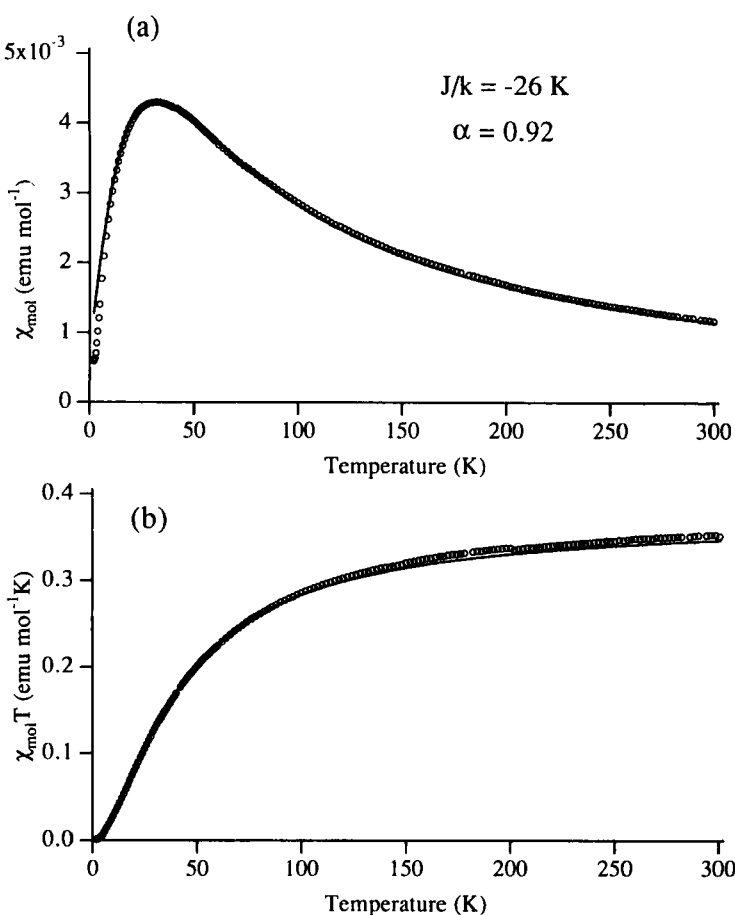 (a)
5x10⁻³
4
3
2
1
0
χmol (emu mol⁻¹)
J/k = -26 K
α = 0.92
0 50 100 150 200 250 300
Temperature (K)
(b)
0.4
0.3
0.2
0.1
0.0
χmolT (emu mol⁻¹K)
0 50 100 150 200 250 300
Temperature (K)